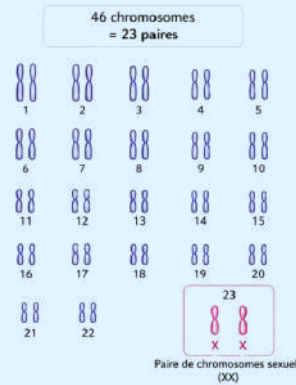 46 chromosomes
= 23 paires
1 2 3 4 5
6 7 8 9 10
11 12 13 14 15
16 17 18 19 20
21 22
23
X X
Paire de chromosomes sexuel
(XX)